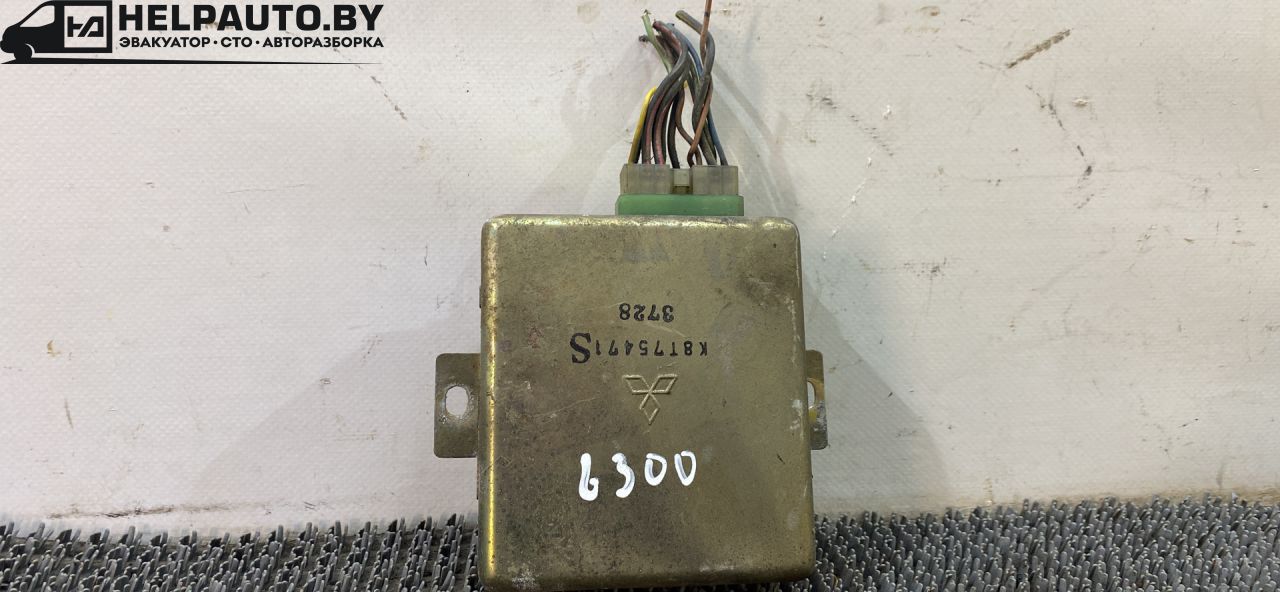 HELPAUTO.BY
ЭВАКУАТОР · СТО · АВТОРАЗБОРКА
3728
K8T75471S
6300